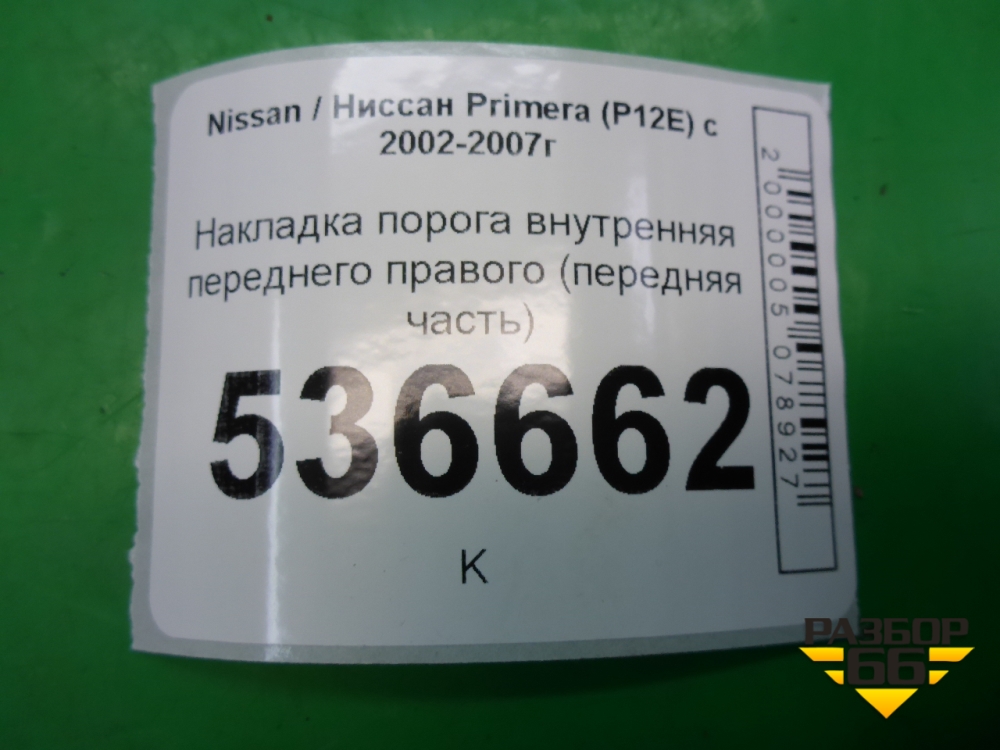 Nissan / Ниссан Primera (P12E) с
2002-2007г
Накладка порога внутренняя
переднего правого (передняя
часть)
536662
К
2000005078927
РАЗБОР
66